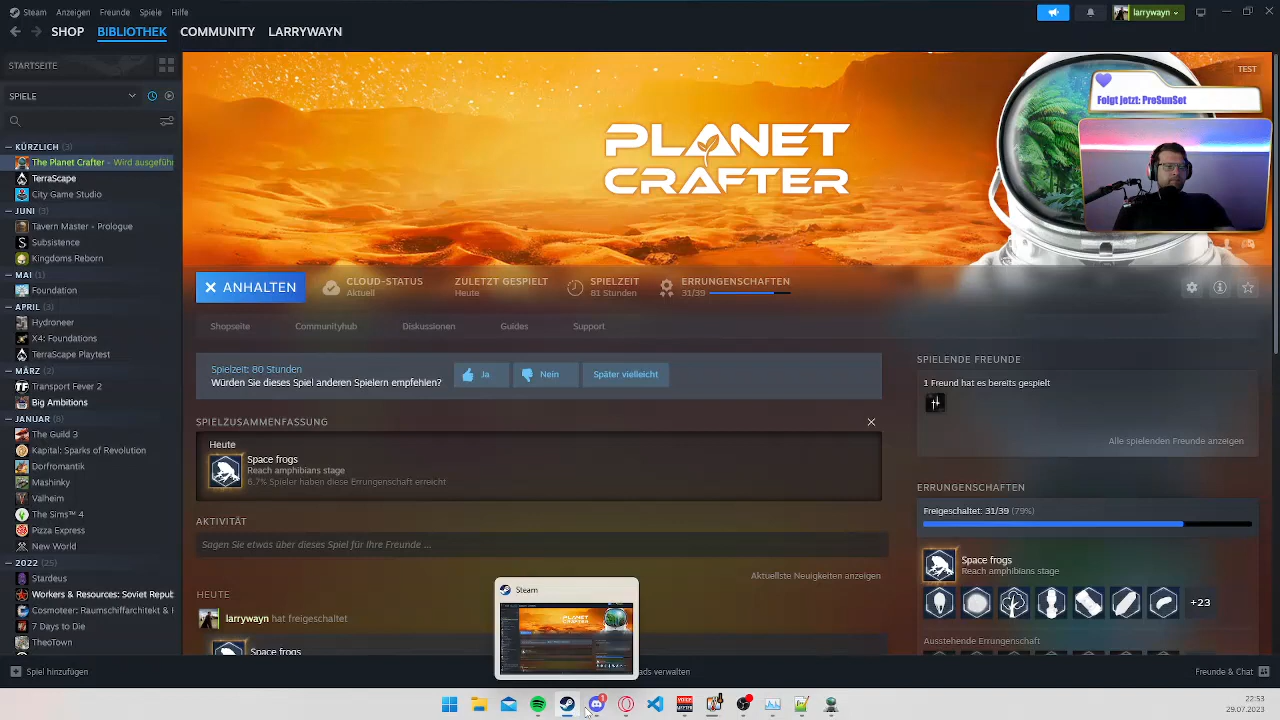 Steam Anzeigen Freunde Spiele Hilfe
larrywayn
SHOP BIBLIOTHEK COMMUNITY LARRYWAYN
STARTSEITE
SPIELE
The Planet Crafter - Wird ausgeführ
TerraScape
City Game Studio
JUNI (3)
Tavern Master - Prologue
Subsistence
Kingdoms Reborn
MAI (1)
Foundation
APRIL (3)
Hydroneer
X4: Foundations
TerraScape Playtest
MÄRZ (2)
Transport Fever 2
Big Ambitions
JANUAR (8)
The Guild 3
Kapital: Sparks of Revolution
Dorfromantik
Mashinky
Valheim
The Sims™ 4
Pizza Express
New World
2022 (25)
Stardeus
Workers & Resources: Soviet Repub
Cosmoteer: Raumschiffarchitekt & I
7 Days to Die
TheoTown
Spiel hinzufügen
PLANET
CRAFTER
TEST
Folgt jetzt: PreSunSet
ANHALTEN
CLOUD-STATUS
Aktuell
ZULETZT GESPIELT
Heute
SPIELZEIT
81 Stunden
ERRUNGENSCHAFTEN
31/39
Shopseite Communityhub Diskussionen Guides Support
Spielzeit: 80 Stunden
Würden Sie dieses Spiel anderen Spielern empfehlen?
Ja Nein Später vielleicht
SPIELZUSAMMENFASSUNG
Heute
Space frogs
Reach amphibians stage
6.7% Spieler haben diese Errungenschaft erreicht
AKTIVITÄT
Sagen Sie etwas über dieses Spiel für Ihre Freunde ...
Aktuellste Neuigkeiten anzeigen
HEUTE
larrywayn hat freigeschaltet
Space frogs
Steam
ads verwalten
SPIELENDE FREUNDE
1 Freund hat es bereits gespielt
Alle spielenden Freunde anzeigen
ERRUNGENSCHAFTEN
Freigeschaltet: 31/39 (79%)
Space frogs
Reach amphibians stage
+23
Ausstehende Errungenschaft
Freunde & Chat
22:53
29.07.2023